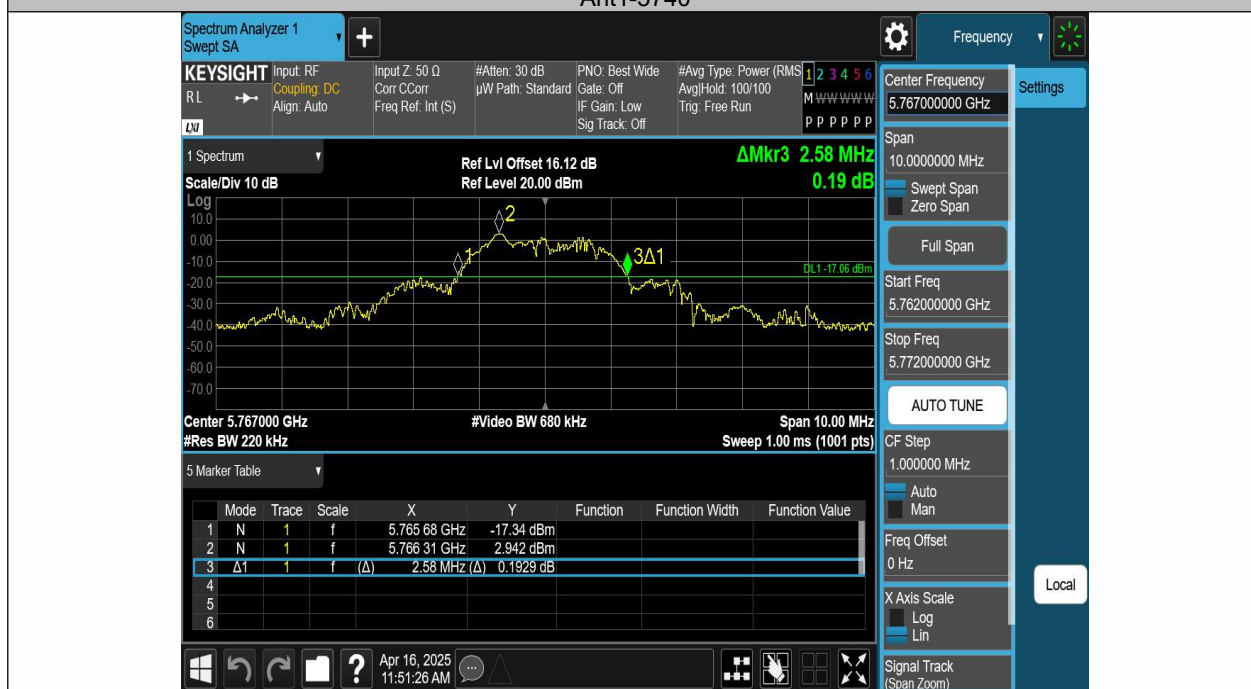 Ant1-5740
Spectrum Analyzer 1
Swept SA
+
Frequency
KEYSIGHT
RL
LXI
Input: RF
Coupling: DC
Align: Auto
Input Z: 50 Ω
Corr CCorr
Freq Ref: Int (S)
#Atten: 30 dB
µW Path: Standard
PNO: Best Wide
Gate: Off
IF Gain: Low
Sig Track: Off
#Avg Type: Power (RMS
Avg|Hold: 100/100
Trig: Free Run
1 2 3 4 5 6
M W W W W W
P P P P P P
1 Spectrum
Ref Lvl Offset 16.12 dB
ΔMkr3 2.58 MHz
Scale/Div 10 dB
Ref Level 20.00 dBm
0.19 dB
Log
10.0
0.00
-10.0
-20.0
-30.0
-40.0
-50.0
-60.0
-70.0
2
1
3Δ1
DL1 -17.06 dBm
Center 5.767000 GHz
#Video BW 680 kHz
Span 10.00 MHz
#Res BW 220 kHz
Sweep 1.00 ms (1001 pts)
5 Marker Table
Mode Trace Scale X Y Function Function Width Function Value
1 N 1 f 5.765 68 GHz -17.34 dBm
2 N 1 f 5.766 31 GHz 2.942 dBm
3 Δ1 1 f (Δ) 2.58 MHz (Δ) 0.1929 dB
4
5
6
?
Apr 16, 2025
11:51:26 AM
Center Frequency
5.767000000 GHz
Settings
Span
10.0000000 MHz
Swept Span
Zero Span
Full Span
Start Freq
5.762000000 GHz
Stop Freq
5.772000000 GHz
AUTO TUNE
CF Step
1.000000 MHz
Auto
Man
Freq Offset
0 Hz
Local
X Axis Scale
Log
Lin
Signal Track
(Span Zoom)